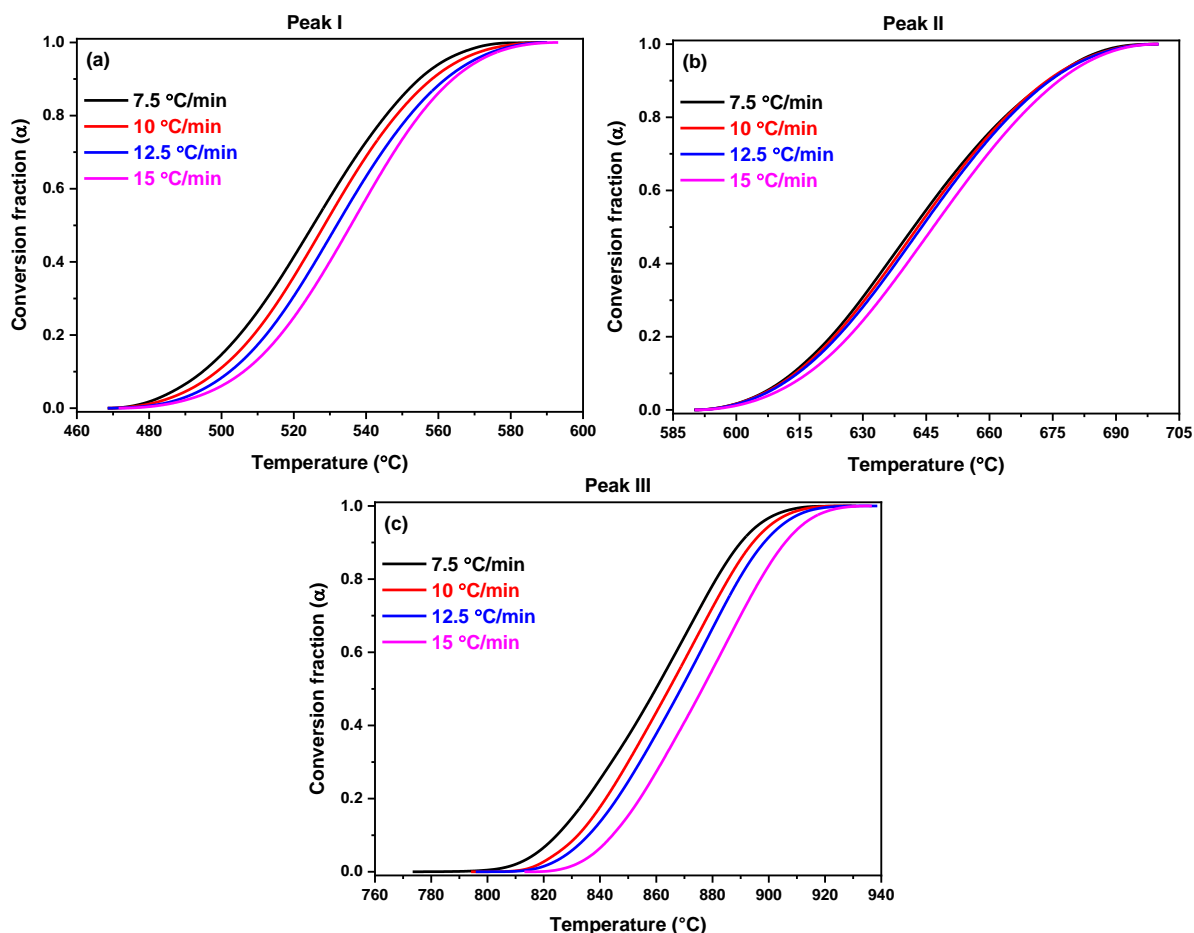 Peak I
(a)
7.5 °C/min
10 °C/min
12.5 °C/min
15 °C/min
Conversion fraction (α)
1.0
0.8
0.6
0.4
0.2
0.0
460 480 500 520 540 560 580 600
Temperature (°C)
Peak II
(b)
7.5 °C/min
10 °C/min
12.5 °C/min
15 °C/min
Conversion fraction (α)
1.0
0.8
0.6
0.4
0.2
0.0
585 600 615 630 645 660 675 690 705
Temperature (°C)
Peak III
(c)
7.5 °C/min
10 °C/min
12.5 °C/min
15 °C/min
Conversion fraction (α)
1.0
0.8
0.6
0.4
0.2
0.0
760 780 800 820 840 860 880 900 920 940
Temperature (°C)